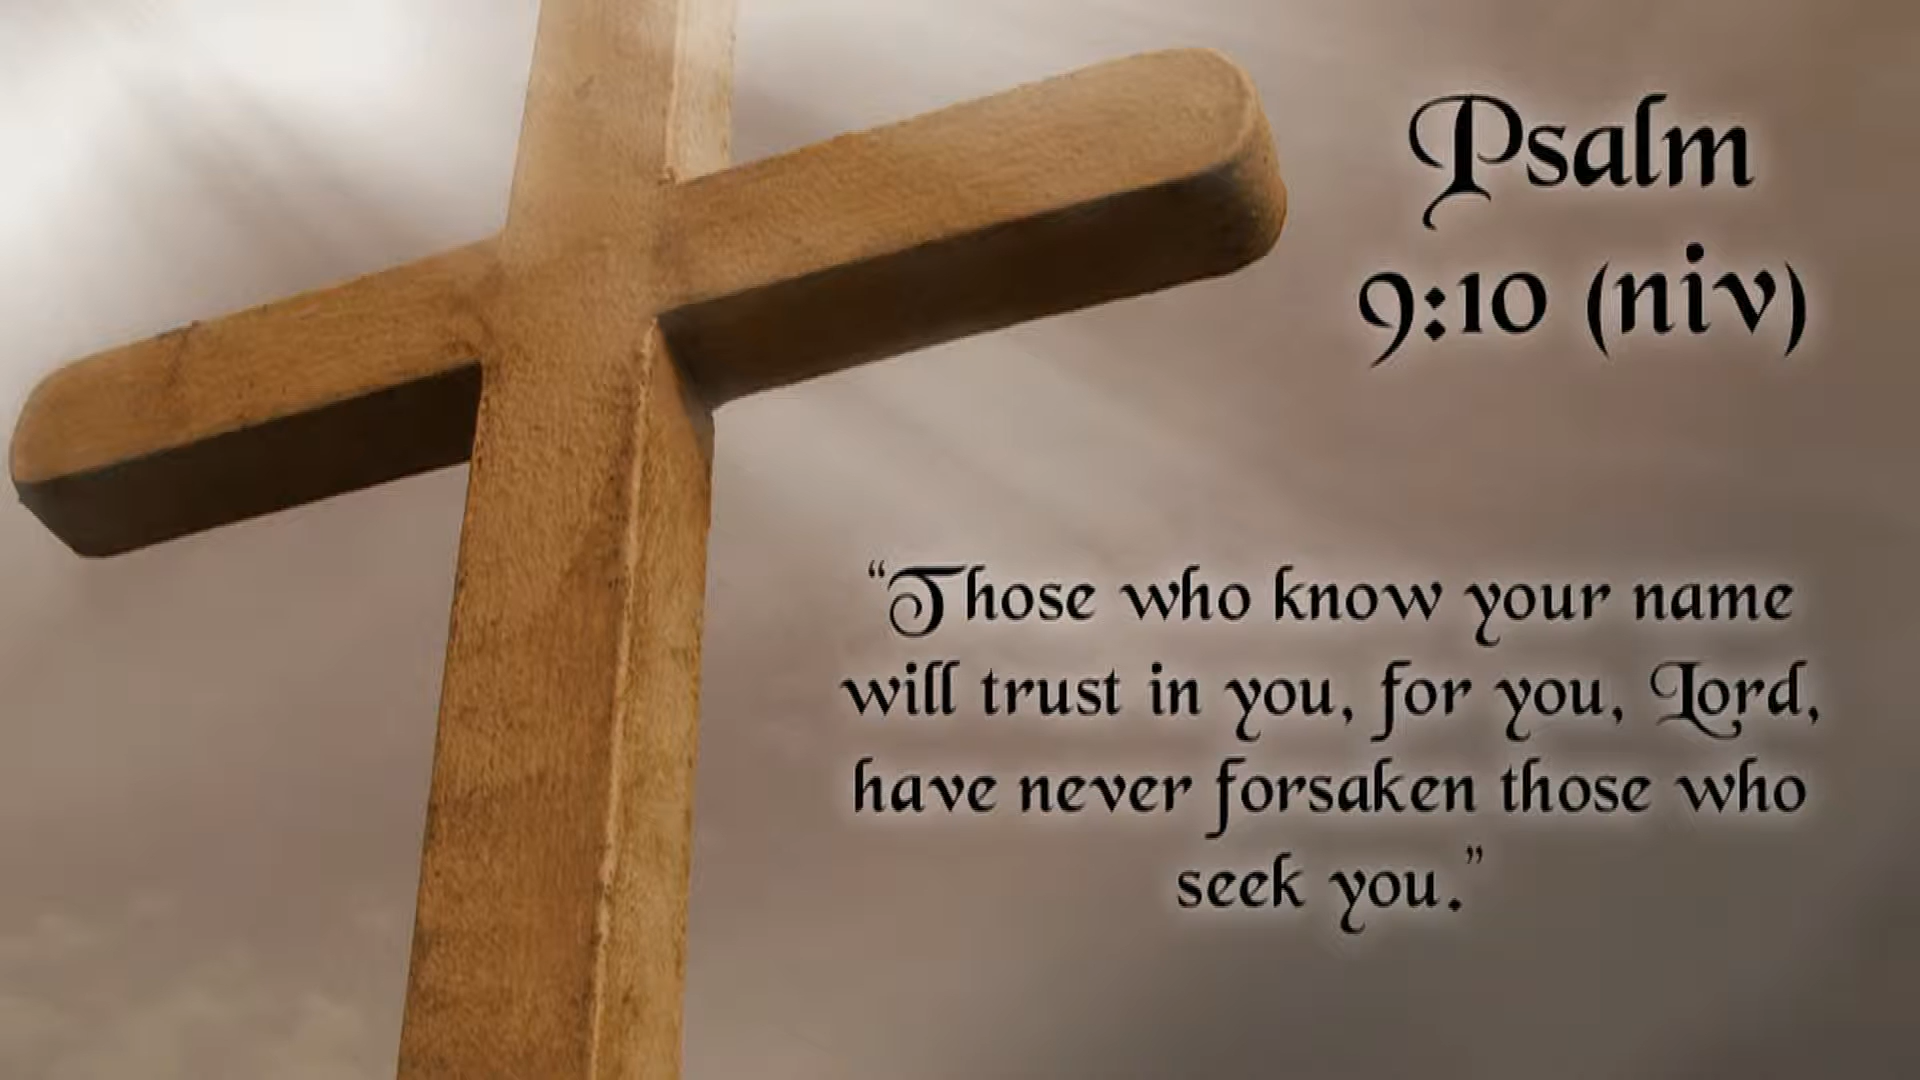 Psalm
9:10 (niv)
“Those who know your name
will trust in you, for you, Lord,
have never forsaken those who
seek you.”